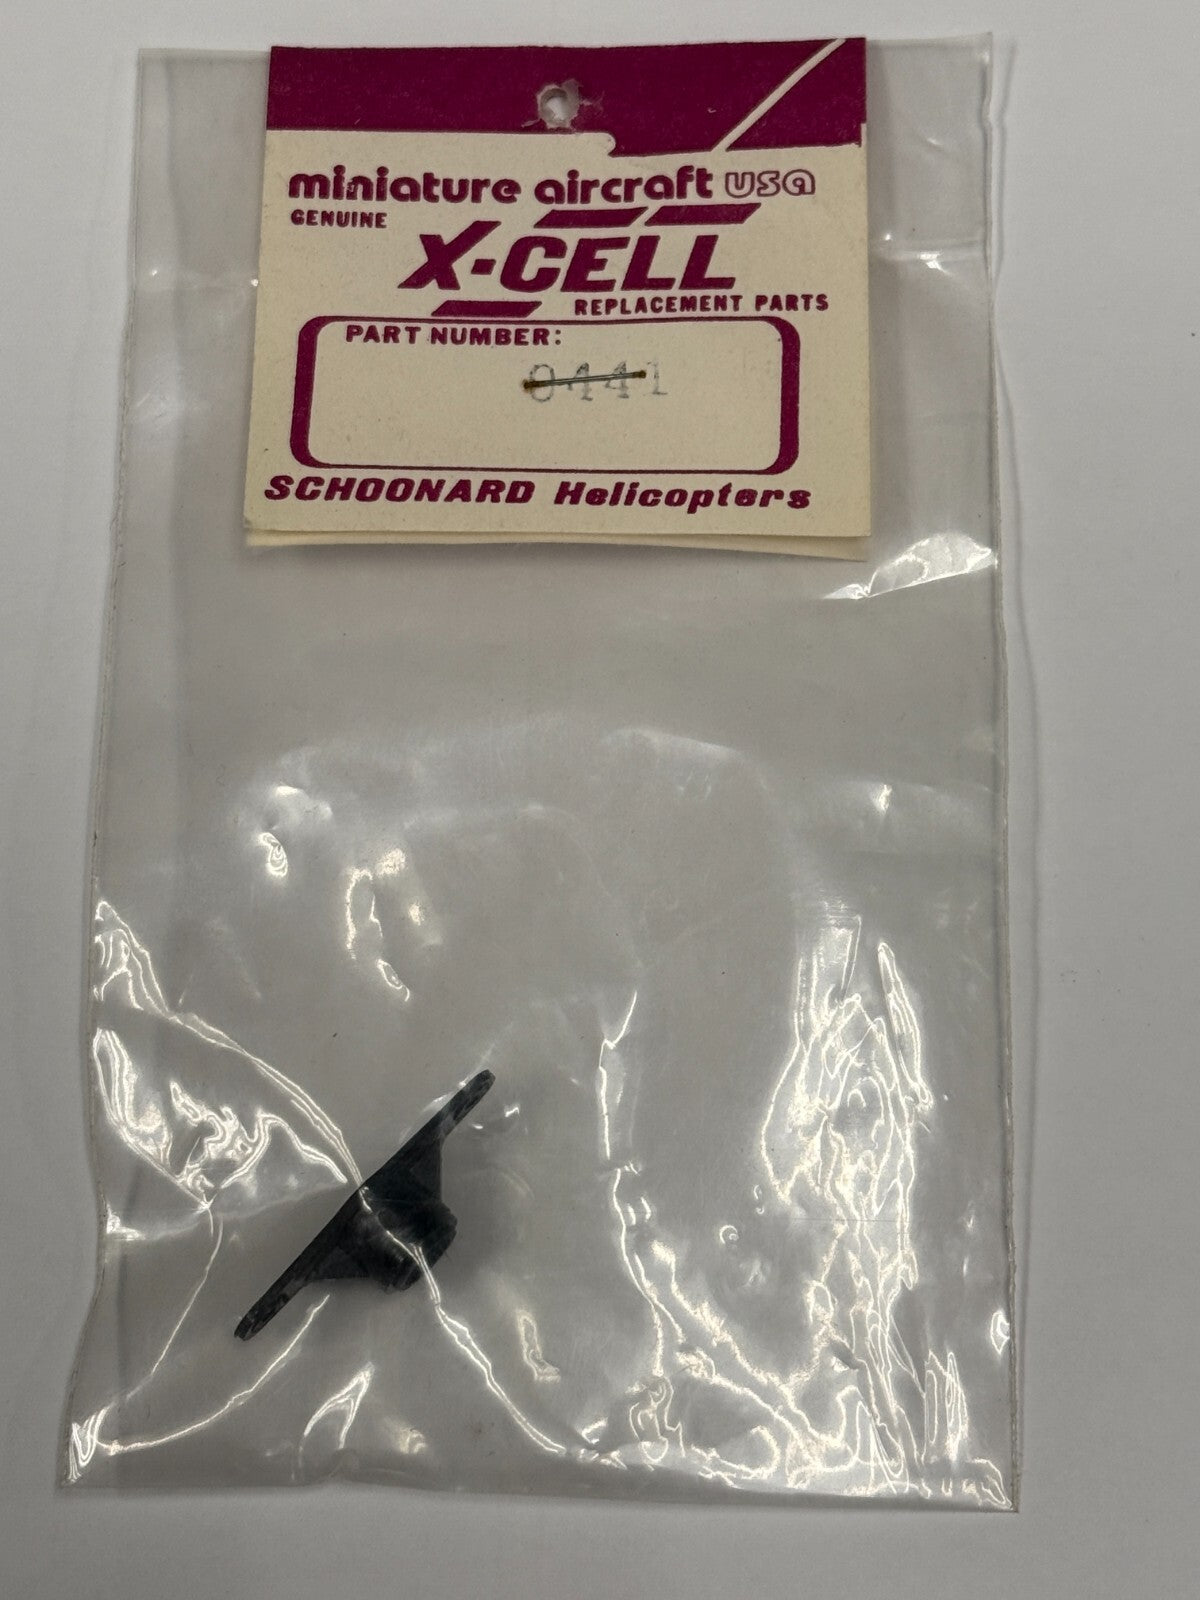 miniature aircraft usa
GENUINE
X-CELL
REPLACEMENT PARTS
PART NUMBER:
0441
SCHOONARD Helicopters